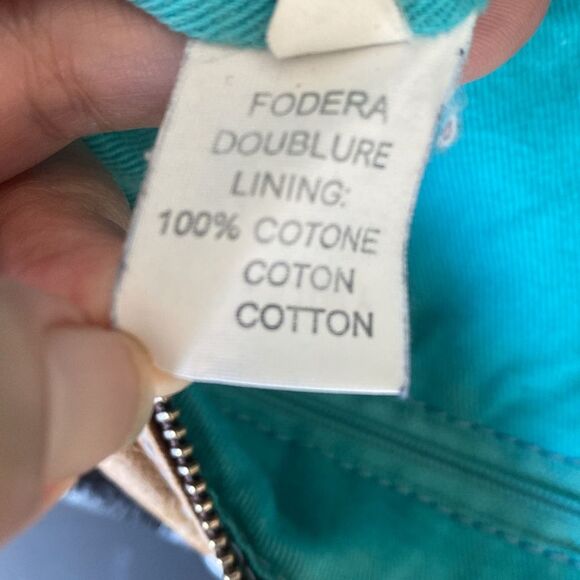 FODERA
DOUBLURE
LINING:
100% COTONE
COTON
COTTON